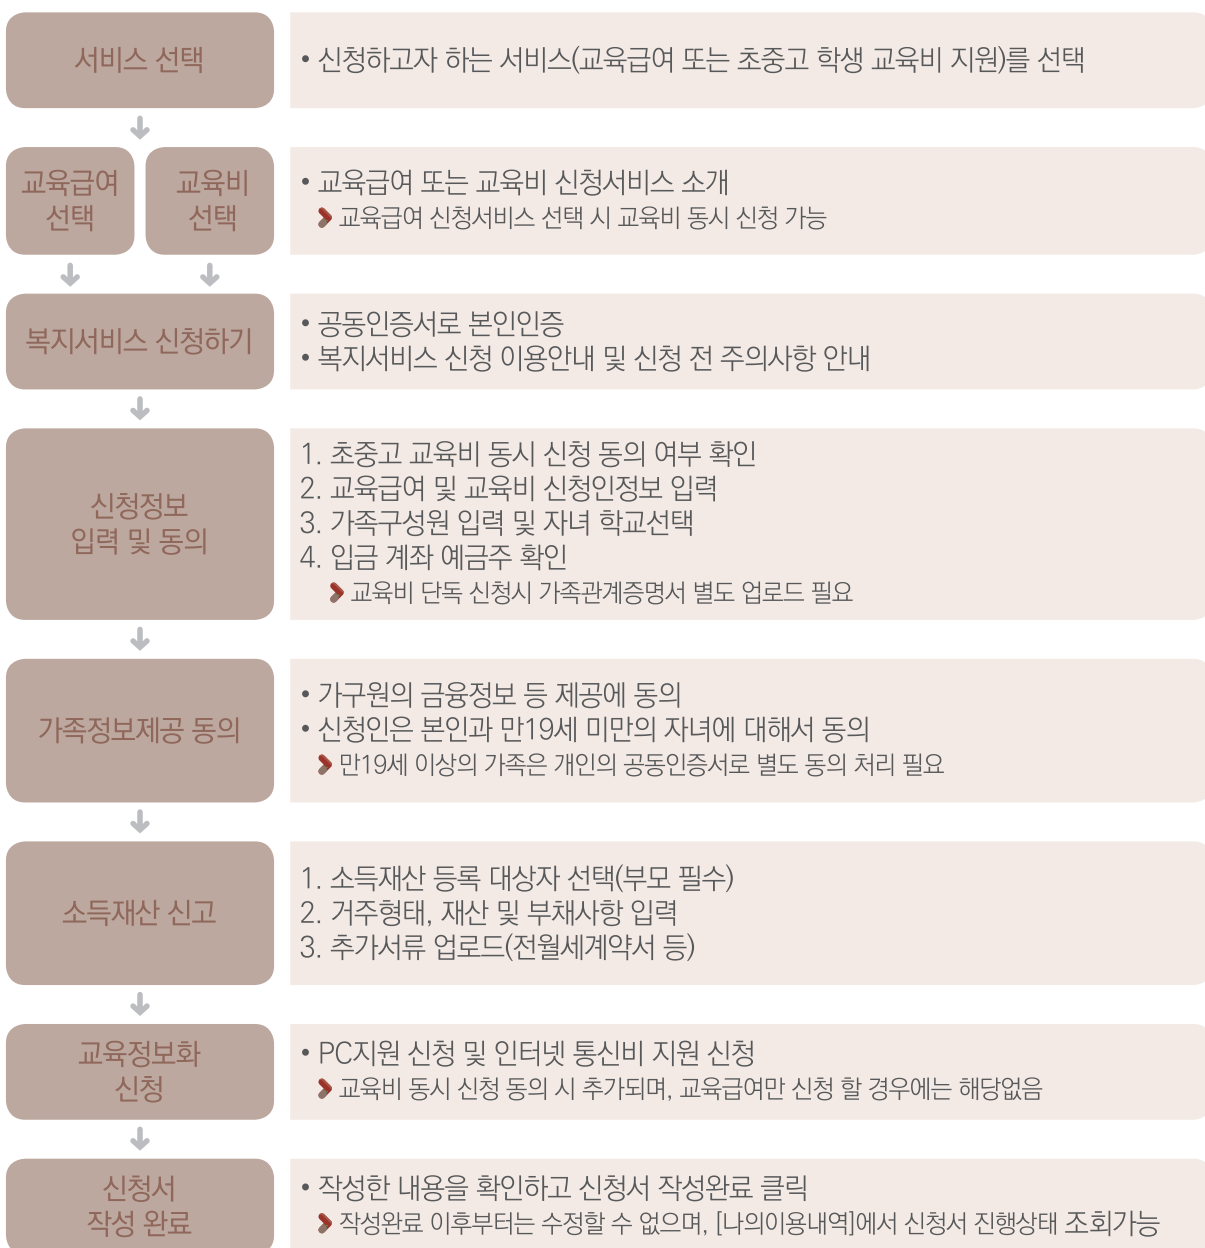 서비스 선택
• 신청하고자 하는 서비스(교육급여 또는 초중고 학생 교육비 지원)를 선택
교육급여
선택
교육비
선택
• 교육급여 또는 교육비 신청서비스 소개
교육급여 신청서비스 선택 시 교육비 동시 신청 가능
복지서비스 신청하기
• 공동인증서로 본인인증
• 복지서비스 신청 이용안내 및 신청 전 주의사항 안내
신청정보
입력 및 동의
1. 초중고 교육비 동시 신청 동의 여부 확인
2. 교육급여 및 교육비 신청인정보 입력
3. 가족구성원 입력 및 자녀 학교선택
4. 입금 계좌 예금주 확인
교육비 단독 신청시 가족관계증명서 별도 업로드 필요
가족정보제공 동의
• 가구원의 금융정보 등 제공에 동의
• 신청인은 본인과 만19세 미만의 자녀에 대해서 동의
만19세 이상의 가족은 개인의 공동인증서로 별도 동의 처리 필요
소득재산 신고
1. 소득재산 등록 대상자 선택(부모 필수)
2. 거주형태, 재산 및 부채사항 입력
3. 추가서류 업로드(전월세계약서 등)
교육정보화
신청
• PC지원 신청 및 인터넷 통신비 지원 신청
교육비 동시 신청 동의 시 추가되며, 교육급여만 신청 할 경우에는 해당없음
신청서
작성 완료
• 작성한 내용을 확인하고 신청서 작성완료 클릭
작성완료 이후부터는 수정할 수 없으며, [나의이용내역]에서 신청서 진행상태 조회가능